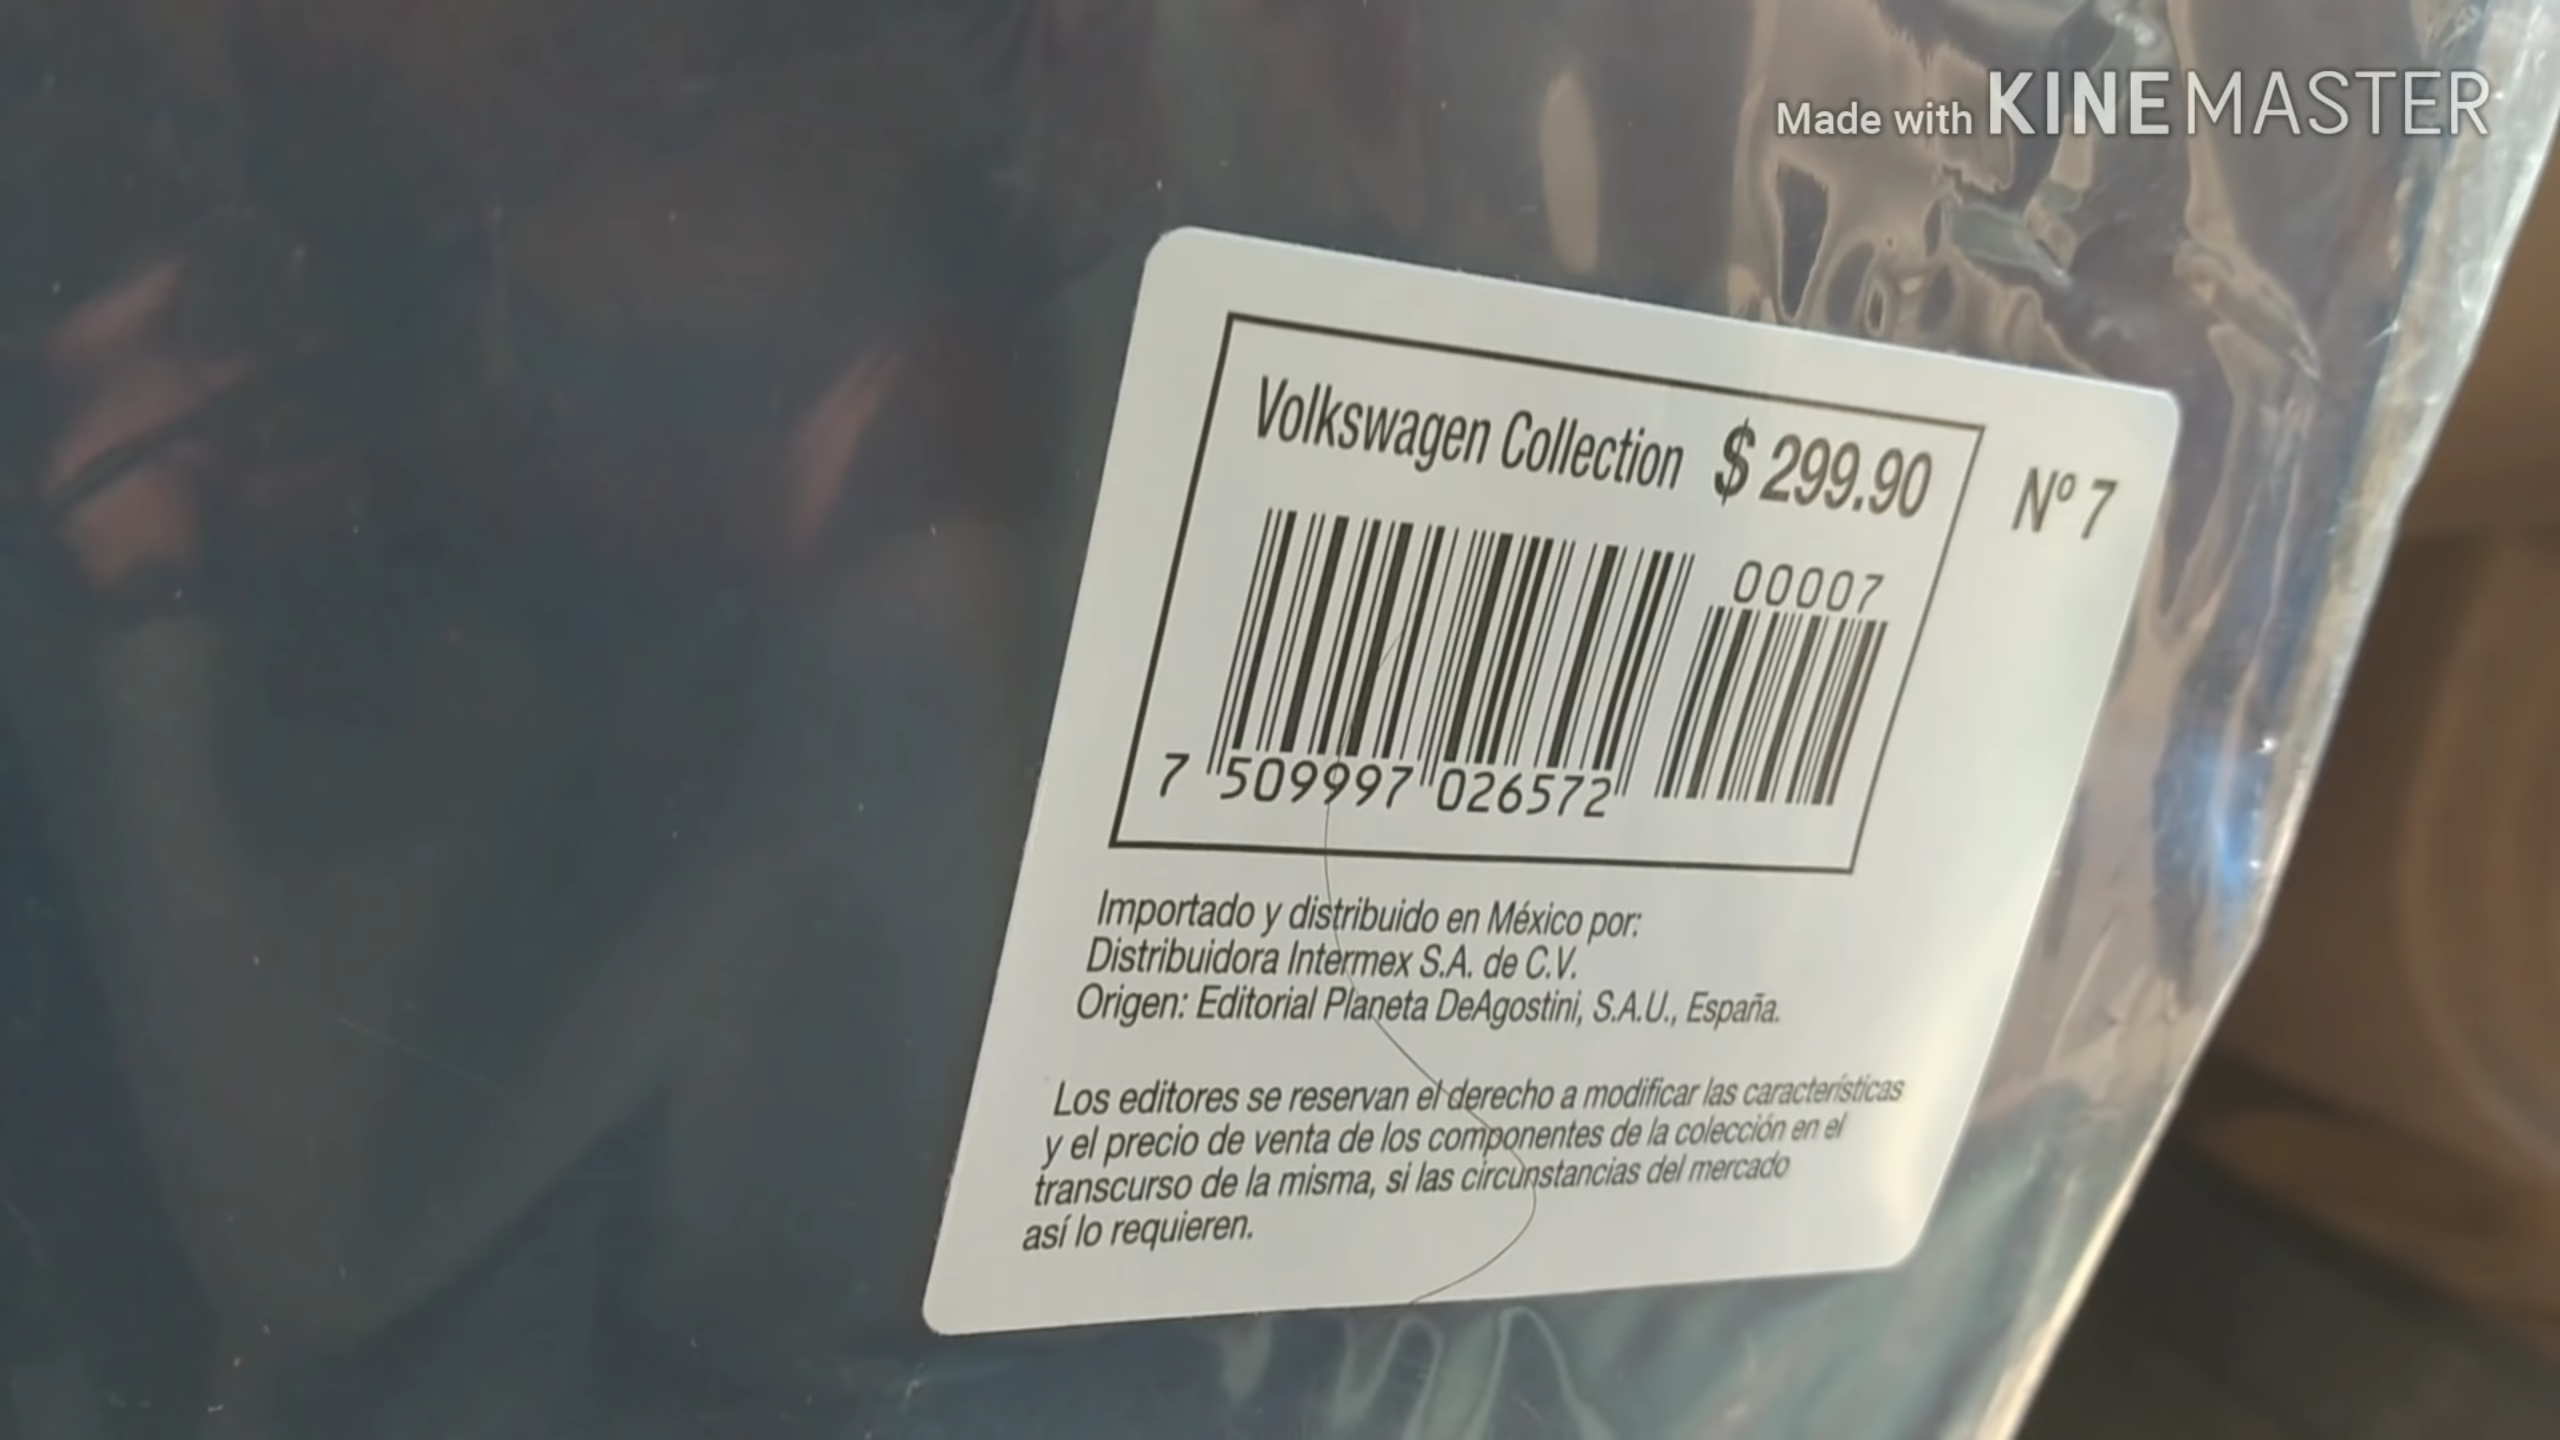 Made with KINEMASTER
Volkswagen Collection $ 299.90
Nº 7
00007
7 509997 026572
Importado y distribuido en México por:
Distribuidora Intermex S.A. de C.V.
Origen: Editorial Planeta DeAgostini, S.A.U., España.
Los editores se reservan el derecho a modificar las características
y el precio de venta de los componentes de la colección en el
transcurso de la misma, si las circunstancias del mercado
así lo requieren.